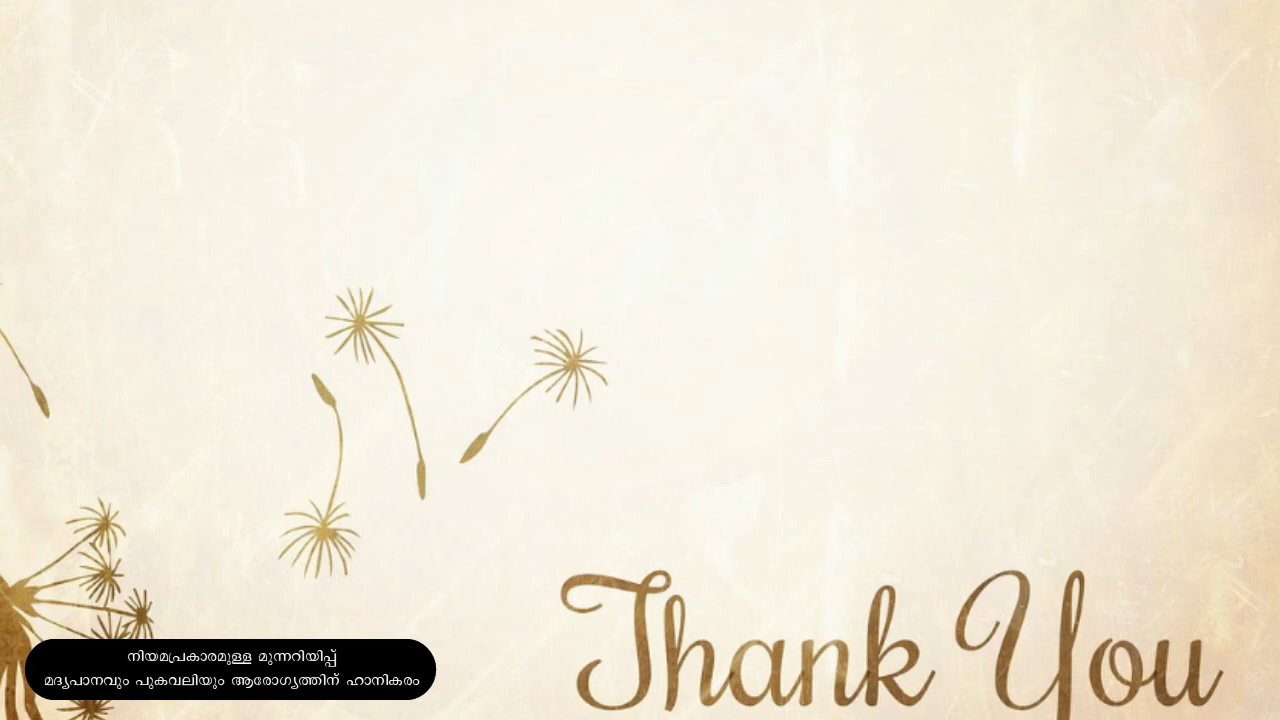 Thank You
നിയമപ്രകാരമുള്ള മുന്നറിയിപ്പ്
മദ്യപാനവും പുകവലിയും ആരോഗ്യത്തിന് ഹാനികരം